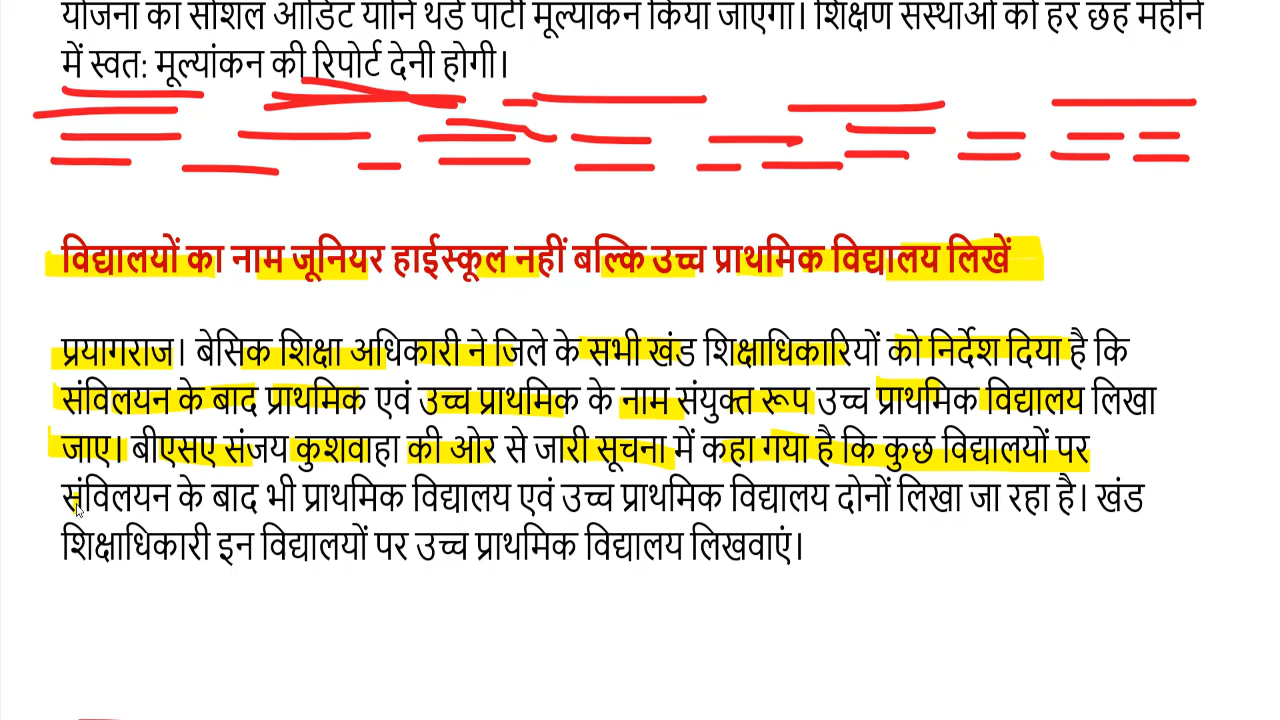 योजना का सोशल ऑडिट यानि थर्ड पार्टी मूल्यांकन किया जाएगा। शिक्षण संस्थाओं को हर छह महीने
में स्वत: मूल्यांकन की रिपोर्ट देनी होगी।
विद्यालयों का नाम जूनियर हाईस्कूल नहीं बल्कि उच्च प्राथमिक विद्यालय लिखें
प्रयागराज। बेसिक शिक्षा अधिकारी ने जिले के सभी खंड शिक्षाधिकारियों को निर्देश दिया है कि
संविलयन के बाद प्राथमिक एवं उच्च प्राथमिक के नाम संयुक्त रूप उच्च प्राथमिक विद्यालय लिखा
जाए। बीएसए संजय कुशवाहा की ओर से जारी सूचना में कहा गया है कि कुछ विद्यालयों पर
संविलयन के बाद भी प्राथमिक विद्यालय एवं उच्च प्राथमिक विद्यालय दोनों लिखा जा रहा है। खंड
शिक्षाधिकारी इन विद्यालयों पर उच्च प्राथमिक विद्यालय लिखवाएं।